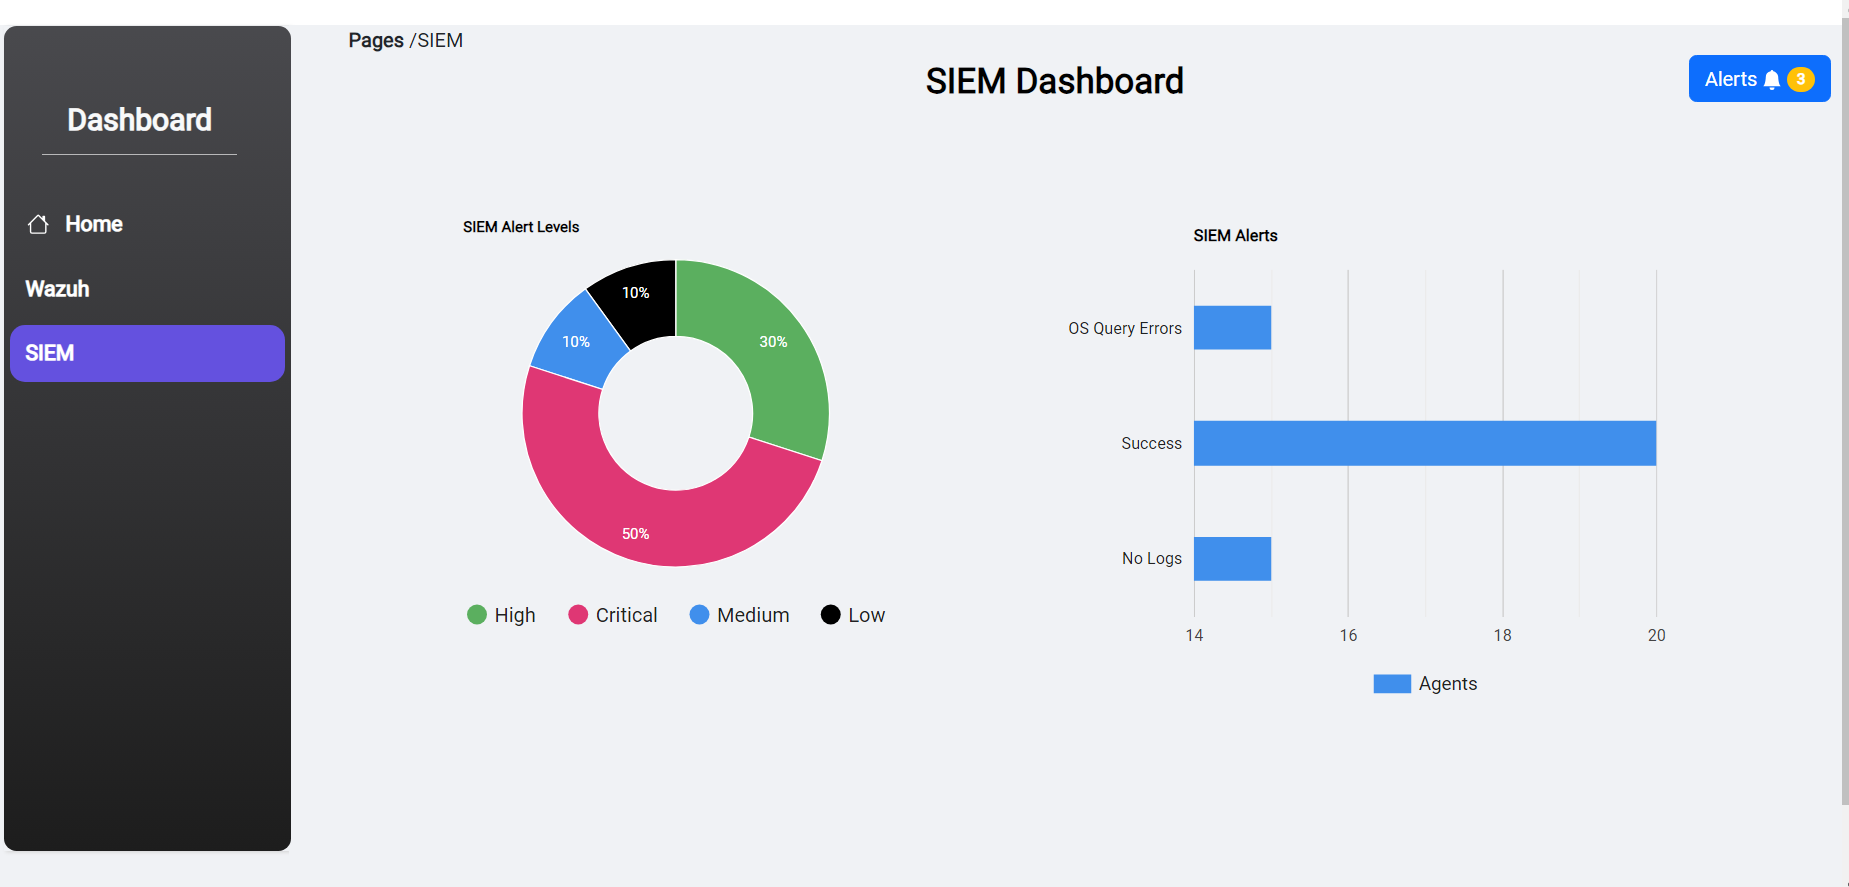 Pages /SIEM
SIEM Dashboard
Alerts 3
Dashboard
Home
Wazuh
SIEM
SIEM Alert Levels
10%
30%
10%
50%
High Critical Medium Low
SIEM Alerts
OS Query Errors
Success
No Logs
14 16 18 20
Agents